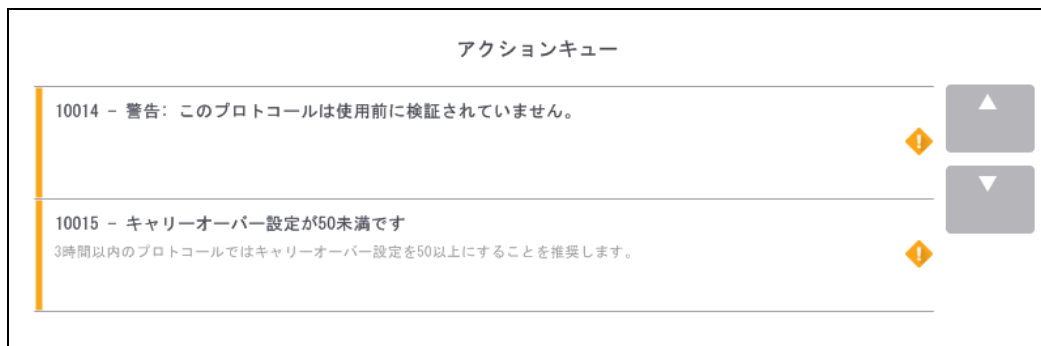 アクションキュー
10014 - 警告: このプロトコールは使用前に検証されていません。
10015 - キャリーオーバー設定が50未満です
3時間以内のプロトコールではキャリーオーバー設定を50以上にすることを推奨します。